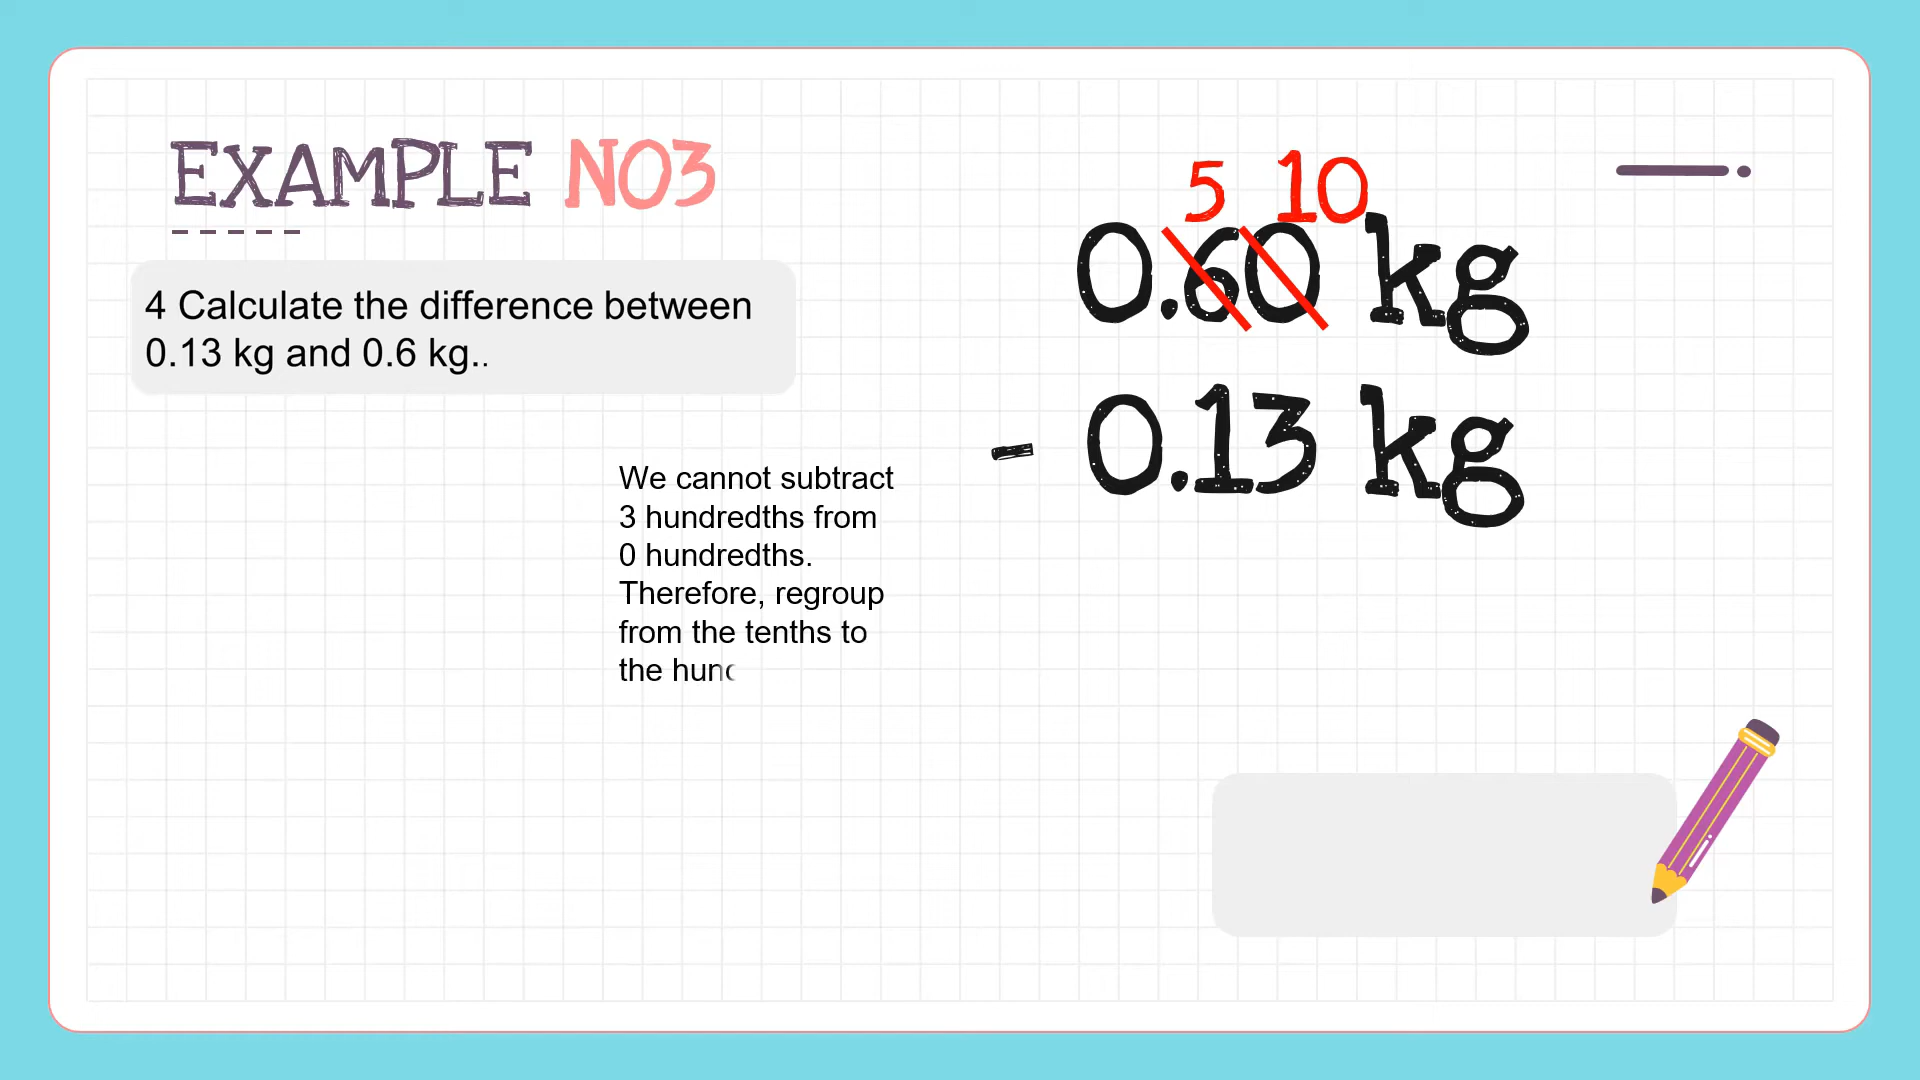 EXAMPLE NO3
4 Calculate the difference between
0.13 kg and 0.6 kg..
5 10
0.60 kg
- 0.13 kg
We cannot subtract
3 hundredths from
0 hundredths.
Therefore, regroup
from the tenths to
the